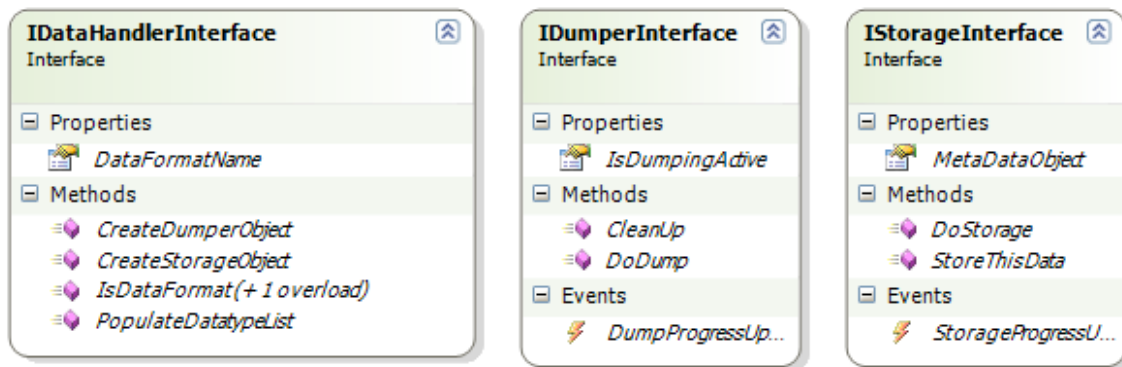 IDataHandlerInterface
Interface
Properties
DataFormatName
Methods
CreateDumperObject
CreateStorageObject
IsDataFormat (+ 1 overload)
PopulateDatatypeList
IDumperInterface
Interface
Properties
IsDumpingActive
Methods
CleanUp
DoDump
Events
DumpProgressUp...
IStorageInterface
Interface
Properties
MetaDataObject
Methods
DoStorage
StoreThisData
Events
StorageProgressU...